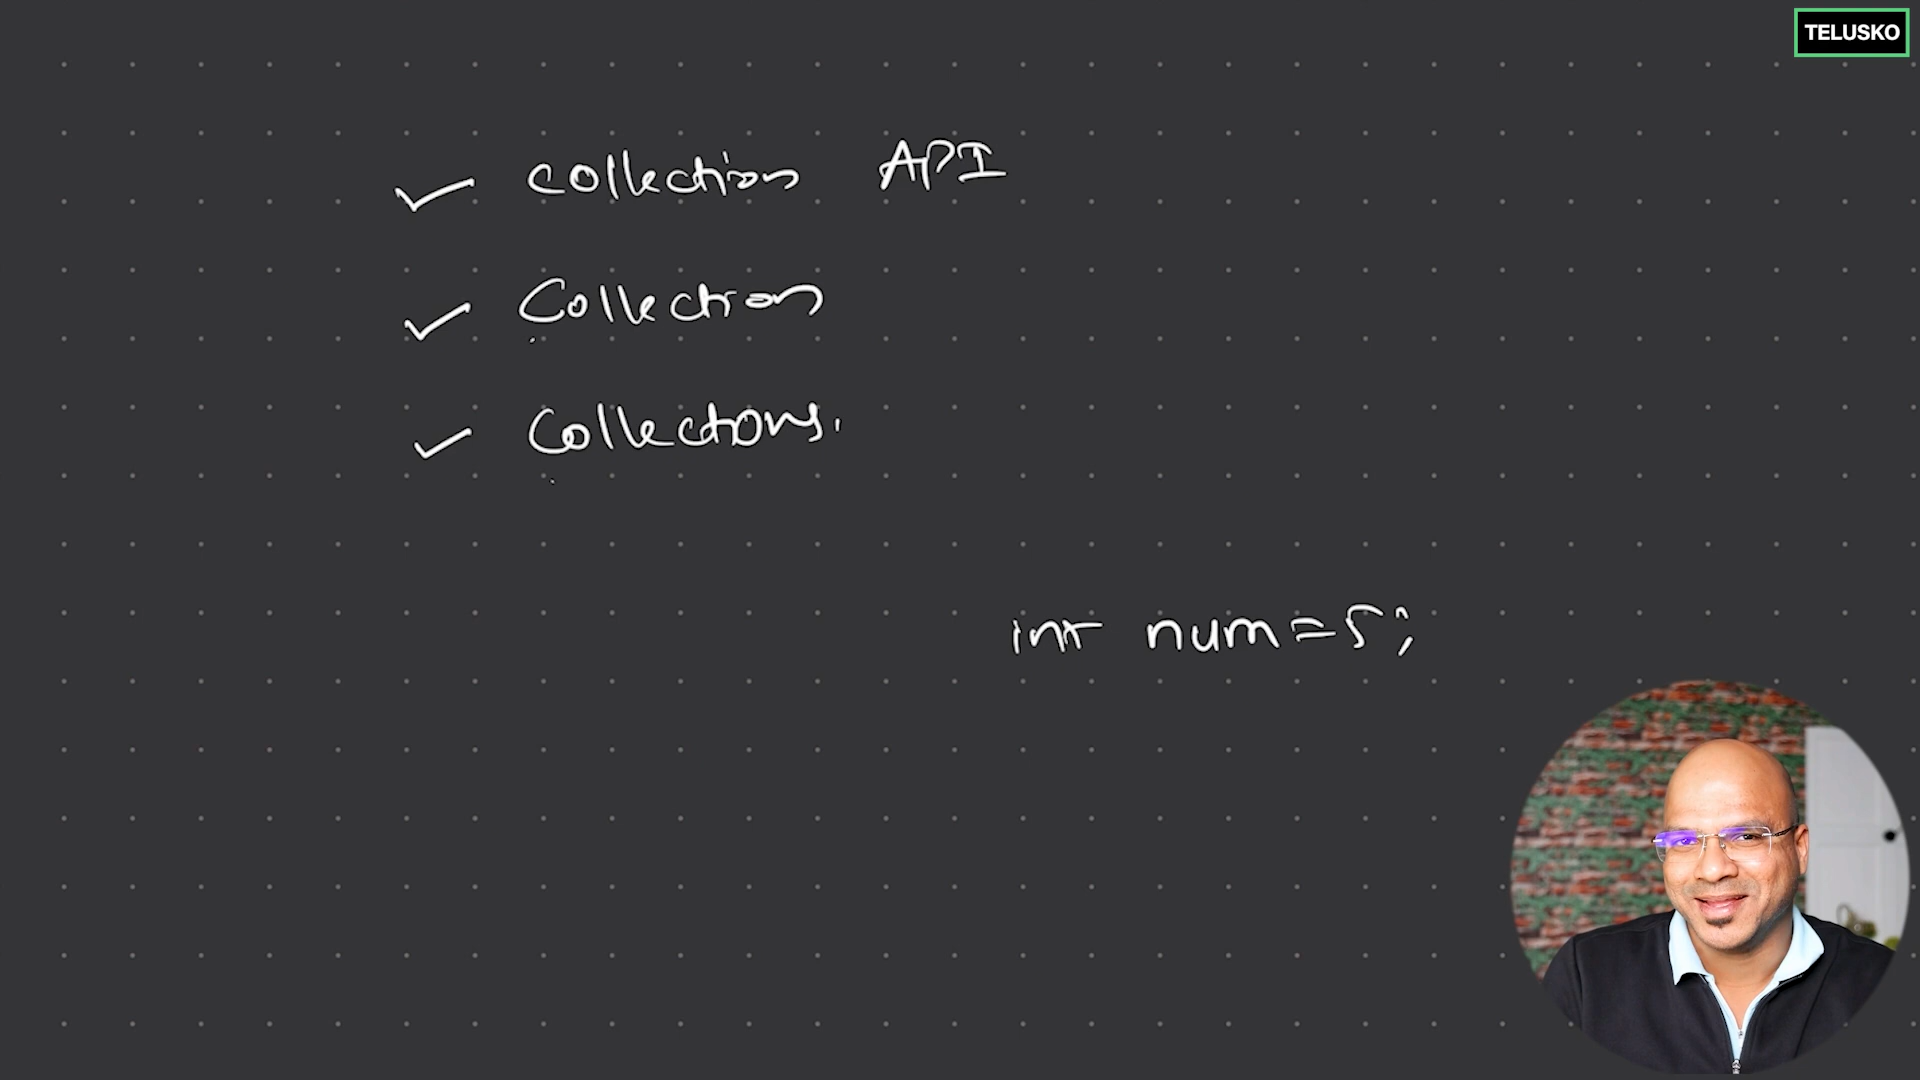 TELUSKO
Collection API
Collection
Collections.
int num=5;